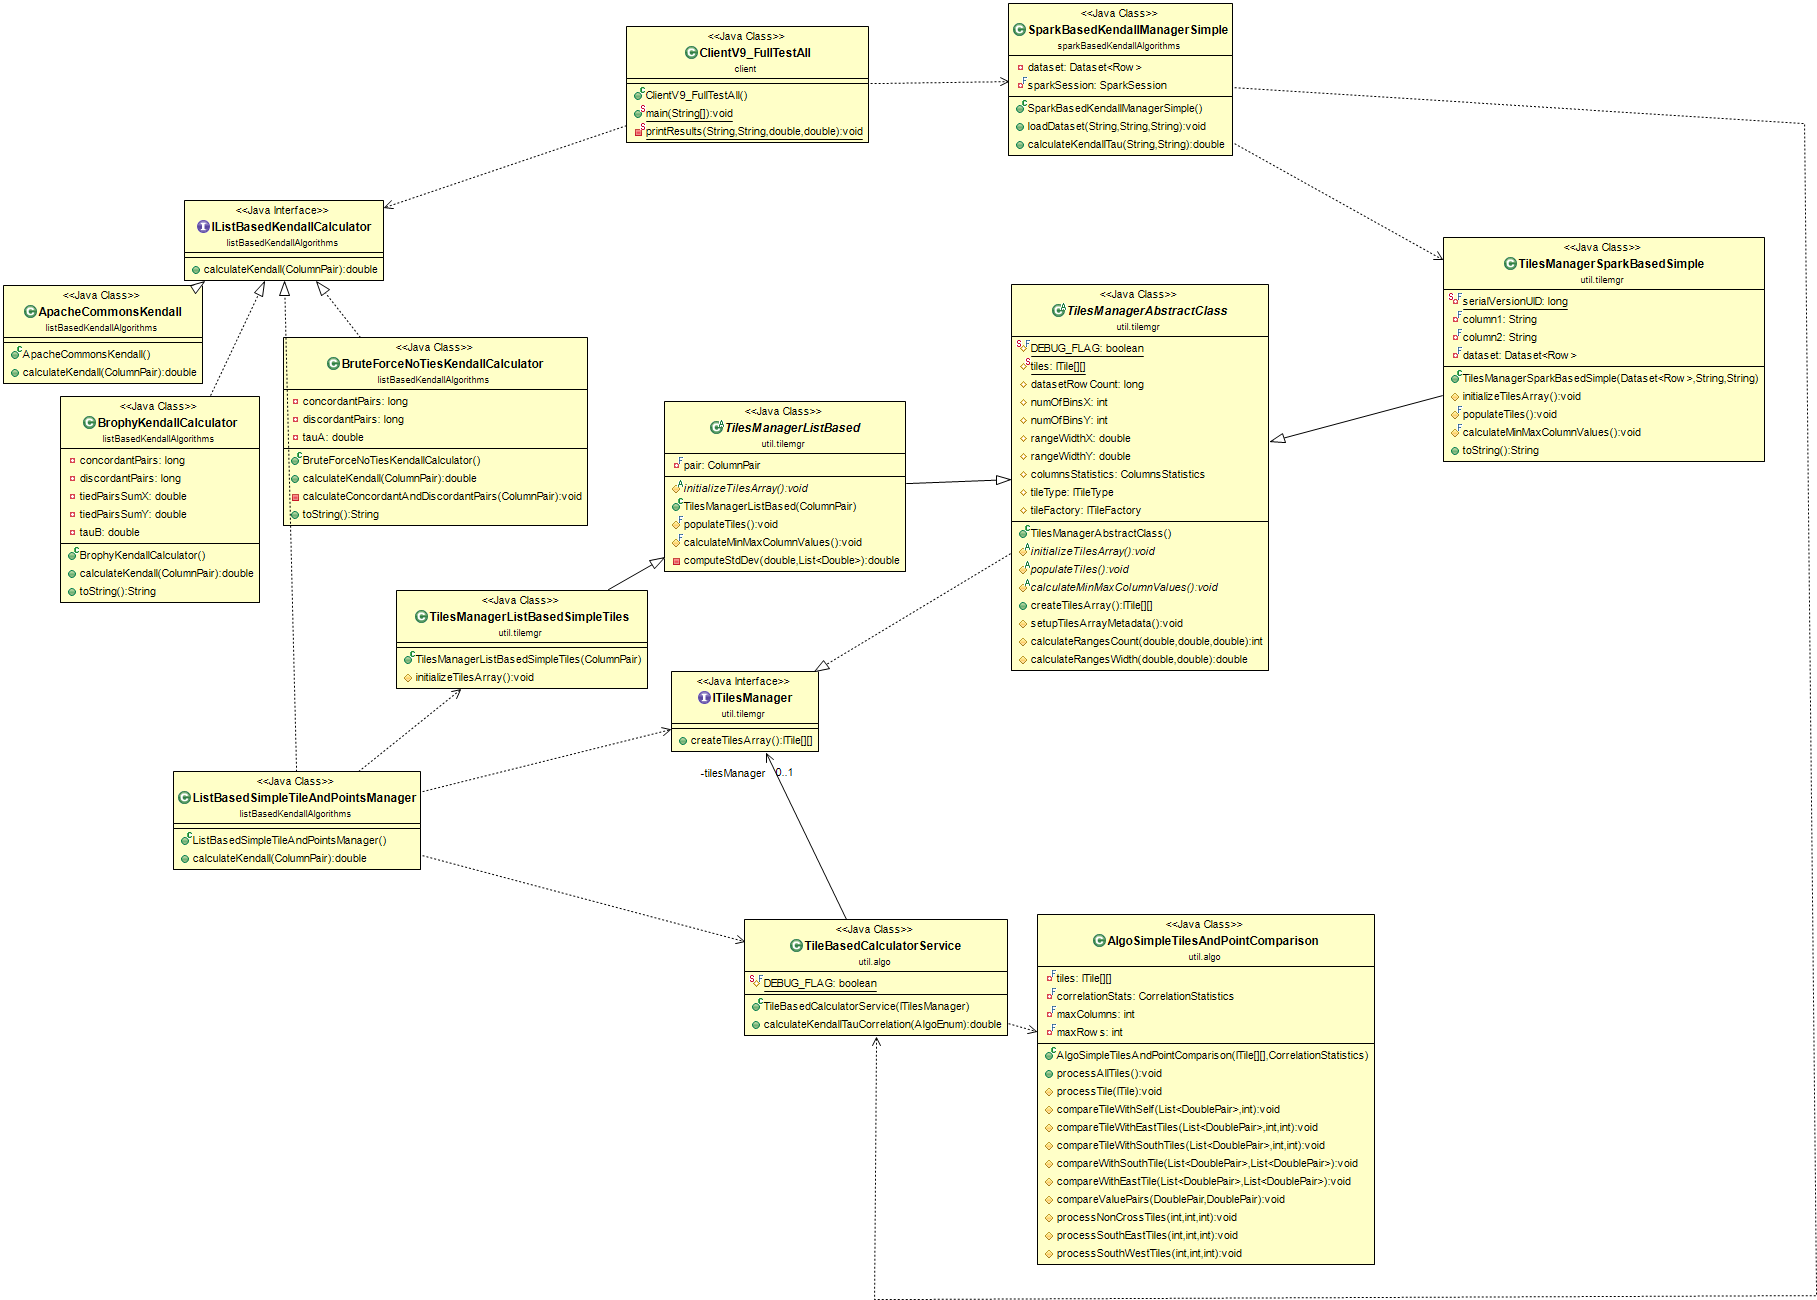 <<Java Class>>
ClientV9_FullTestAll
client
ClientV9_FullTestAll()
main(String[]):void
printResults(String,String,double,double):void
<<Java Class>>
SparkBasedKendallManagerSimple
sparkBasedKendallAlgorithms
dataset: Dataset<Row>
sparkSession: SparkSession
SparkBasedKendallManagerSimple()
loadDataset(String,String,String):void
calculateKendallTau(String,String):double
<<Java Interface>>
IListBasedKendallCalculator
listBasedKendallAlgorithms
calculateKendall(ColumnPair):double
<<Java Class>>
TilesManagerSparkBasedSimple
util.tilemgr
serialVersionUID: long
column1: String
column2: String
dataset: Dataset<Row>
TilesManagerSparkBasedSimple(Dataset<Row>,String,String)
initializeTilesArray():void
populateTiles():void
calculateMinMaxColumnValues():void
toString():String
<<Java Class>>
ApacheCommonsKendall
listBasedKendallAlgorithms
ApacheCommonsKendall()
calculateKendall(ColumnPair):double
<<Java Class>>
TilesManagerAbstractClass
util.tilemgr
DEBUG_FLAG: boolean
tiles: ITile[][]
datasetRowCount: long
numOfBinsX: int
numOfBinsY: int
rangeWidthX: double
rangeWidthY: double
columnsStatistics: ColumnsStatistics
tileType: ITileType
tileFactory: ITileFactory
TilesManagerAbstractClass()
initializeTilesArray():void
populateTiles():void
calculateMinMaxColumnValues():void
createTilesArray():ITile[][]
setupTilesArrayMetadata():void
calculateRangesCount(double,double,double):int
calculateRangesWidth(double,double):double
<<Java Class>>
BruteForceNoTiesKendallCalculator
listBasedKendallAlgorithms
concordantPairs: long
discordantPairs: long
tauA: double
BruteForceNoTiesKendallCalculator()
calculateKendall(ColumnPair):double
calculateConcordantAndDiscordantPairs(ColumnPair):void
toString():String
<<Java Class>>
BrophyKendallCalculator
listBasedKendallAlgorithms
concordantPairs: long
discordantPairs: long
tiedPairsSumX: double
tiedPairsSumY: double
tauB: double
BrophyKendallCalculator()
calculateKendall(ColumnPair):double
toString():String
<<Java Class>>
TilesManagerListBased
util.tilemgr
pair: ColumnPair
initializeTilesArray():void
TilesManagerListBased(ColumnPair)
populateTiles():void
calculateMinMaxColumnValues():void
computeStdDev(double,List<Double>):double
<<Java Class>>
TilesManagerListBasedSimpleTiles
util.tilemgr
TilesManagerListBasedSimpleTiles(ColumnPair)
initializeTilesArray():void
<<Java Interface>>
ITilesManager
util.tilemgr
createTilesArray():ITile[][]
-tilesManager 0..1
<<Java Class>>
ListBasedSimpleTileAndPointsManager
listBasedKendallAlgorithms
ListBasedSimpleTileAndPointsManager()
calculateKendall(ColumnPair):double
<<Java Class>>
TileBasedCalculatorService
util.algo
DEBUG_FLAG: boolean
TileBasedCalculatorService(ITilesManager)
calculateKendallTauCorrelation(AlgoEnum):double
<<Java Class>>
AlgoSimpleTilesAndPointComparison
util.algo
tiles: ITile[][]
correlationStats: CorrelationStatistics
maxColumns: int
maxRows: int
AlgoSimpleTilesAndPointComparison(ITile[][],CorrelationStatistics)
processAllTiles():void
processTile(ITile):void
compareTileWithSelf(List<DoublePair>,int):void
compareTileWithEastTiles(List<DoublePair>,int,int):void
compareTileWithSouthTiles(List<DoublePair>,int,int):void
compareWithSouthTile(List<DoublePair>,List<DoublePair>):void
compareWithEastTile(List<DoublePair>,List<DoublePair>):void
compareValuePairs(DoublePair,DoublePair):void
processNonCrossTiles(int,int,int):void
processSouthEastTiles(int,int,int):void
processSouthWestTiles(int,int,int):void